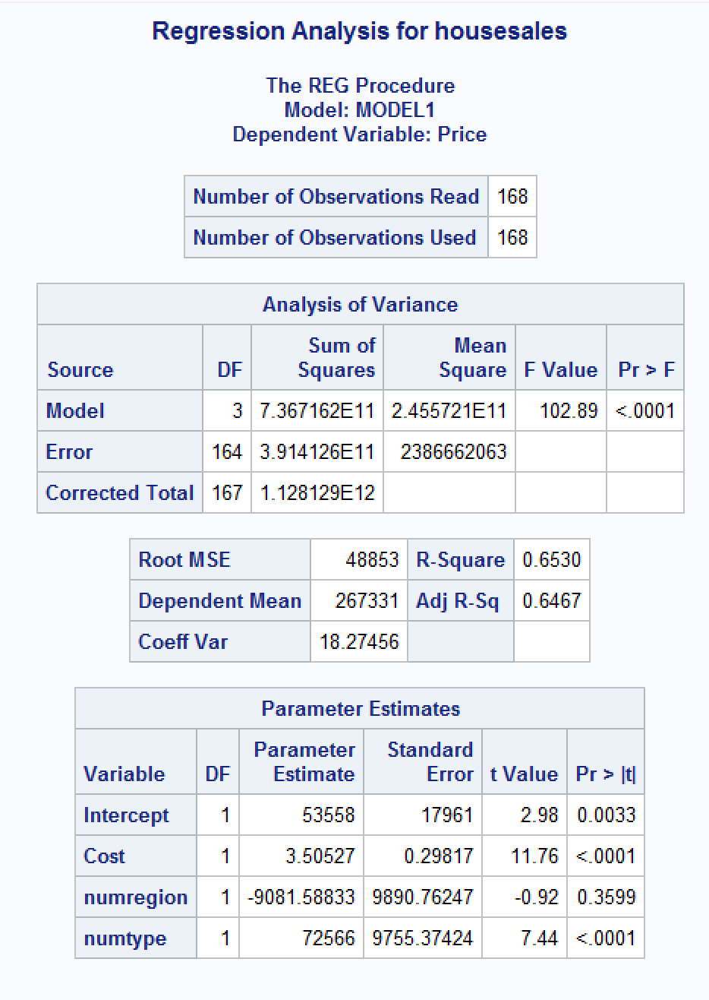 Regression Analysis for housesales
The REG Procedure
Model: MODEL1
Dependent Variable: Price
Number of Observations Read 168
Number of Observations Used 168
Analysis of Variance
Source DF Sum of Squares Mean Square F Value Pr > F
Model 3 7.367162E11 2.455721E11 102.89 <.0001
Error 164 3.914126E11 2386662063
Corrected Total 167 1.128129E12
Root MSE 48853 R-Square 0.6530
Dependent Mean 267331 Adj R-Sq 0.6467
Coeff Var 18.27456
Parameter Estimates
Variable DF Parameter Estimate Standard Error t Value Pr > |t|
Intercept 1 53558 17961 2.98 0.0033
Cost 1 3.50527 0.29817 11.76 <.0001
numregion 1 -9081.58833 9890.76247 -0.92 0.3599
numtype 1 72566 9755.37424 7.44 <.0001